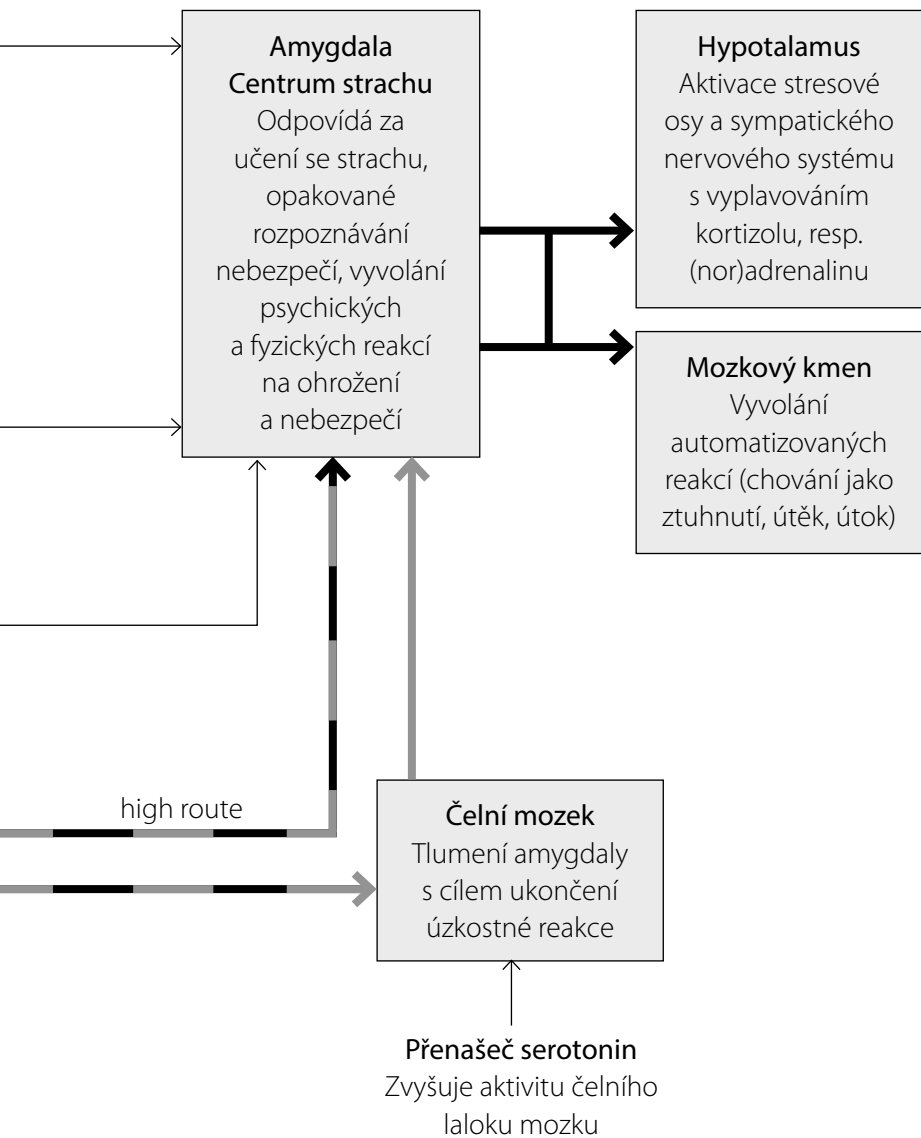 Amygdala
Centrum strachu
Odpovídá za
učení se strachu,
opakované
rozpoznávání
nebezpečí, vyvolání
psychických
a fyzických reakcí
na ohrožení
a nebezpečí
Hypotalamus
Aktivace stresové
osy a sympatického
nervového systému
s vyplavováním
kortizolu, resp.
(nor)adrenalinu
Mozkový kmen
Vyvolání
automatizovaných
reakcí (chování jako
ztuhnutí, útěk, útok)
high route
Čelní mozek
Tlumení amygdaly
s cílem ukončení
úzkostné reakce
Přenašeč serotonin
Zvyšuje aktivitu čelního
laloku mozku